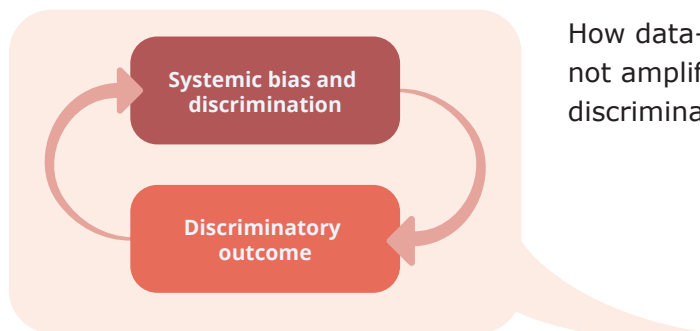 Systemic bias and
discrimination
Discriminatory
outcome
How data-
not amplif
discrimina